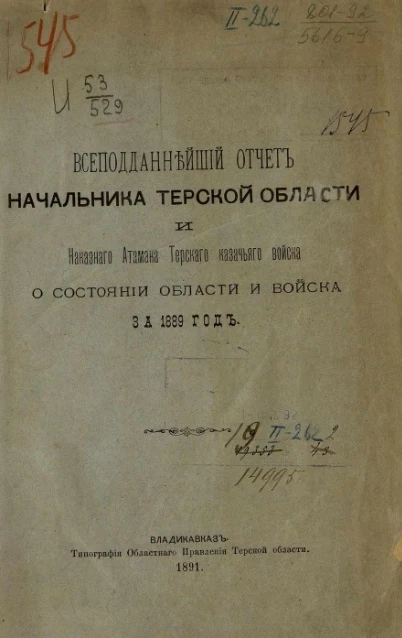 545
II-262
801-92
5616-9
И 53
529
1545
ВСЕПОДДАННѢЙШІЙ ОТЧЕТЪ
НАЧАЛЬНИКА ТЕРСКОЙ ОБЛАСТИ
И
Наказнаго Атамана Терскаго казачьяго войска
О СОСТОЯНІИ ОБЛАСТИ И ВОЙСКА
ЗА 1889 ГОДЪ.
II-262
14995
ВЛАДИКАВКАЗЪ.
Типографія Областнаго Правленія Терской области.
1891.